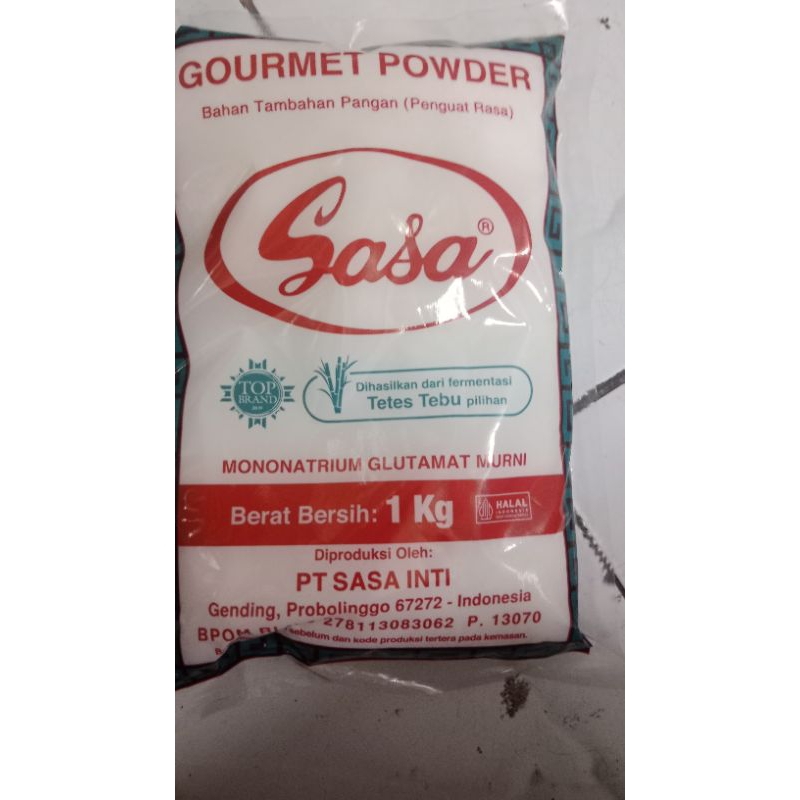 GOURMET POWDER
Bahan Tambahan Pangan (Penguat Rasa)
Sasa®
TOP
BRAND
Dihasilkan dari fermentasi
Tetes Tebu pilihan
MONONATRIUM GLUTAMAT MURNI
Berat Bersih: 1 Kg
HALAL
INDONESIA
Diproduksi Oleh:
PT SASA INTI
Gending, Probolinggo 67272 - Indonesia
BPOM 278113083062 P. 13070
sebelum dan kode produksi tertera pada kemasan.